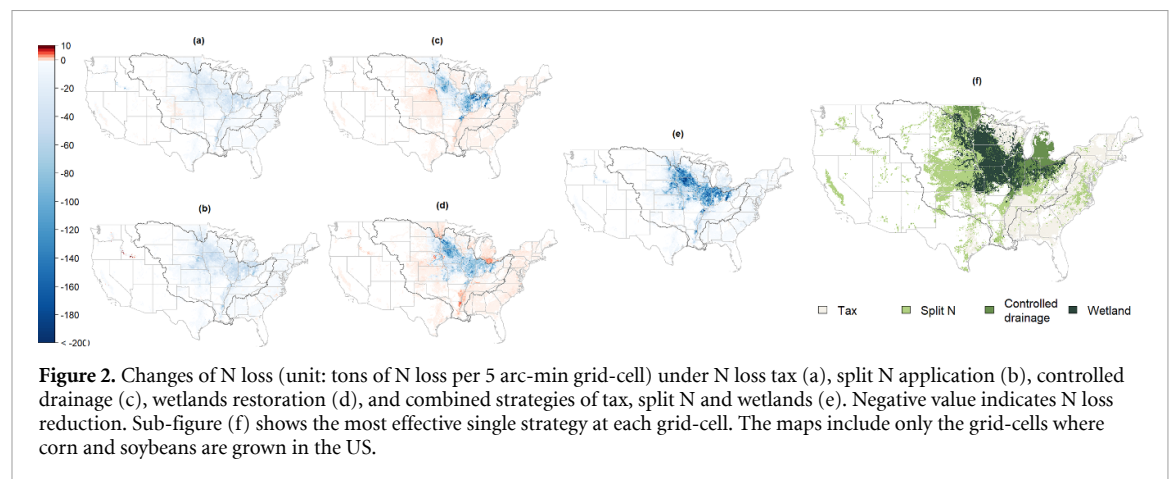 (a)
(c)
10
0
-20
-40
-60
-80
-100
-120
-140
-160
-180
< -200
(b)
(d)
(e)
(f)
Tax
Split N
Controlled
drainage
Wetland
Figure 2. Changes of N loss (unit: tons of N loss per 5 arc-min grid-cell) under N loss tax (a), split N application (b), controlled
drainage (c), wetlands restoration (d), and combined strategies of tax, split N and wetlands (e). Negative value indicates N loss
reduction. Sub-figure (f) shows the most effective single strategy at each grid-cell. The maps include only the grid-cells where
corn and soybeans are grown in the US.